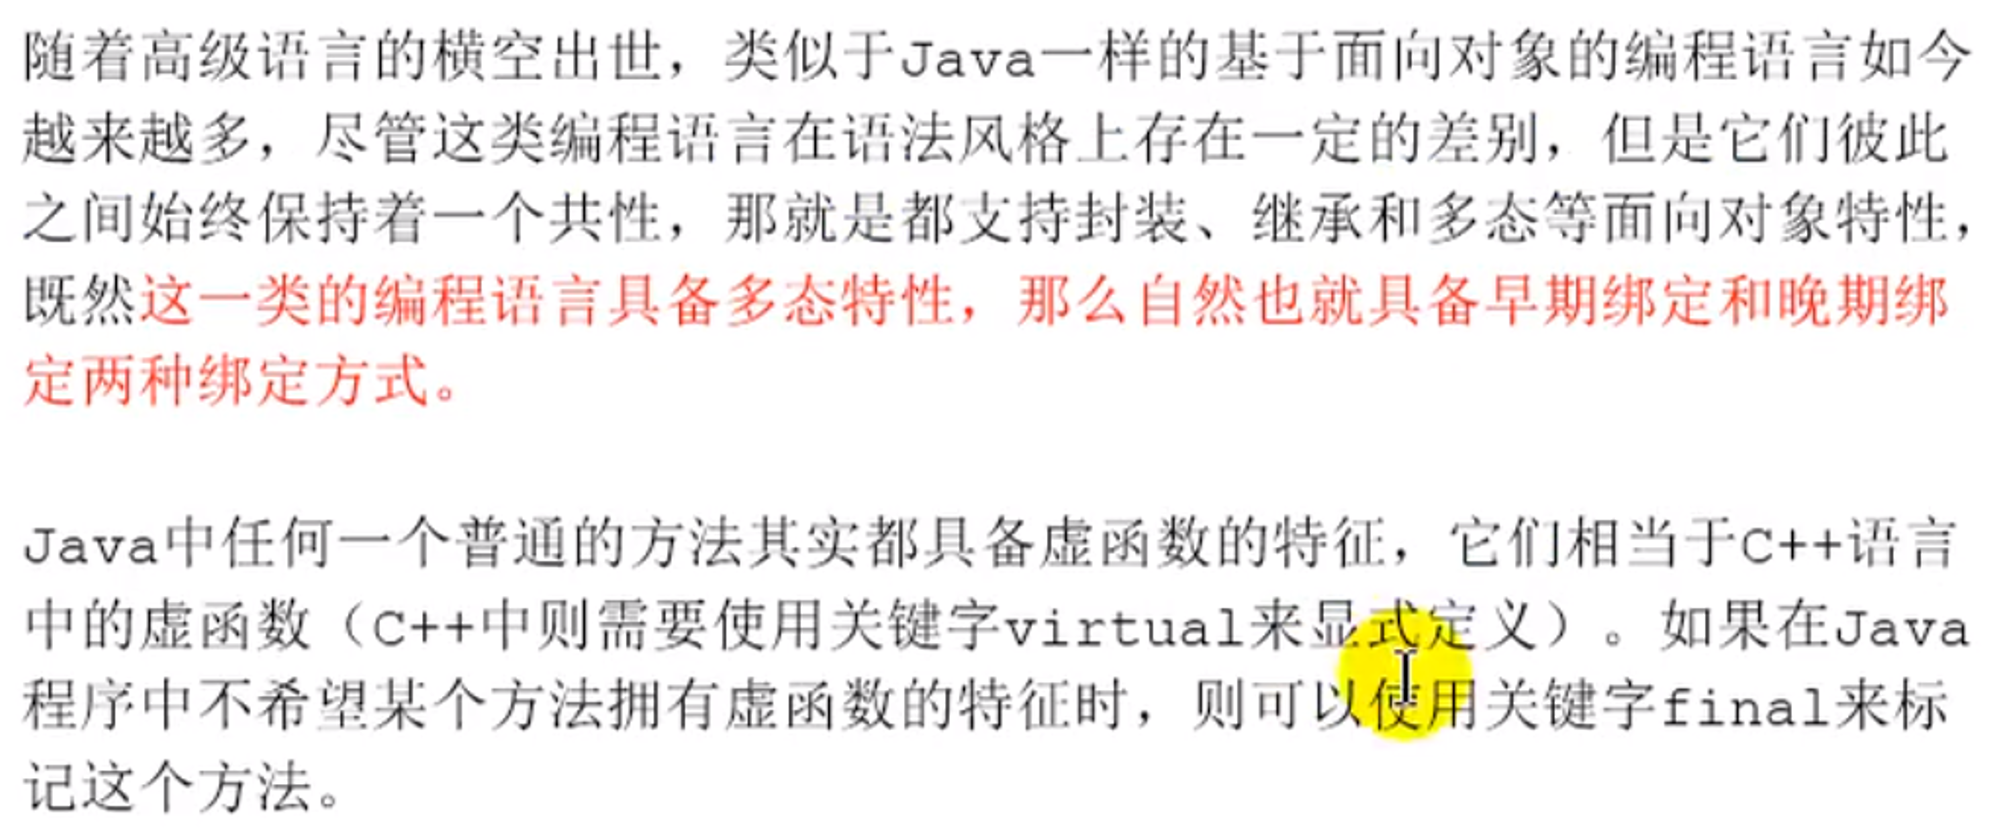 随着高级语言的横空出世，类似于Java一样的基于面向对象的编程语言如今
越来越多，尽管这类编程语言在语法风格上存在一定的差别，但是它们彼此
之间始终保持着一个共性，那就是都支持封装、继承和多态等面向对象特性，
既然这一类的编程语言具备多态特性，那么自然也就具备早期绑定和晚期绑
定两种绑定方式。
Java中任何一个普通的方法其实都具备虚函数的特征，它们相当于C++语言
中的虚函数（C++中则需要使用关键字virtual来显式定义）。如果在Java
程序中不希望某个方法拥有虚函数的特征时，则可以使用关键字final来标
记这个方法。